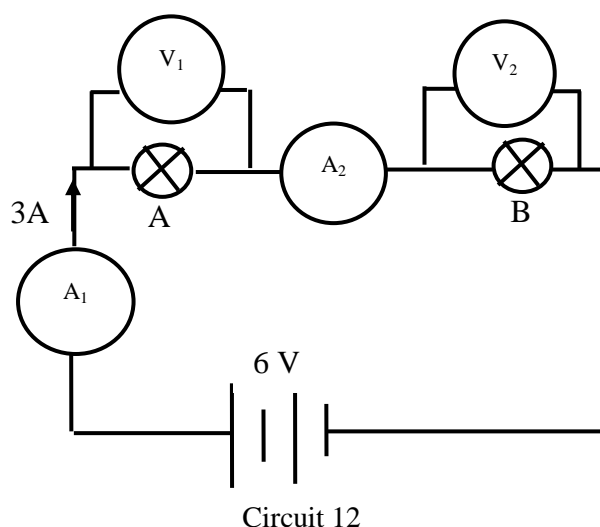 V₁
V₂
A₂
3A
A
B
A₁
6 V
Circuit 12